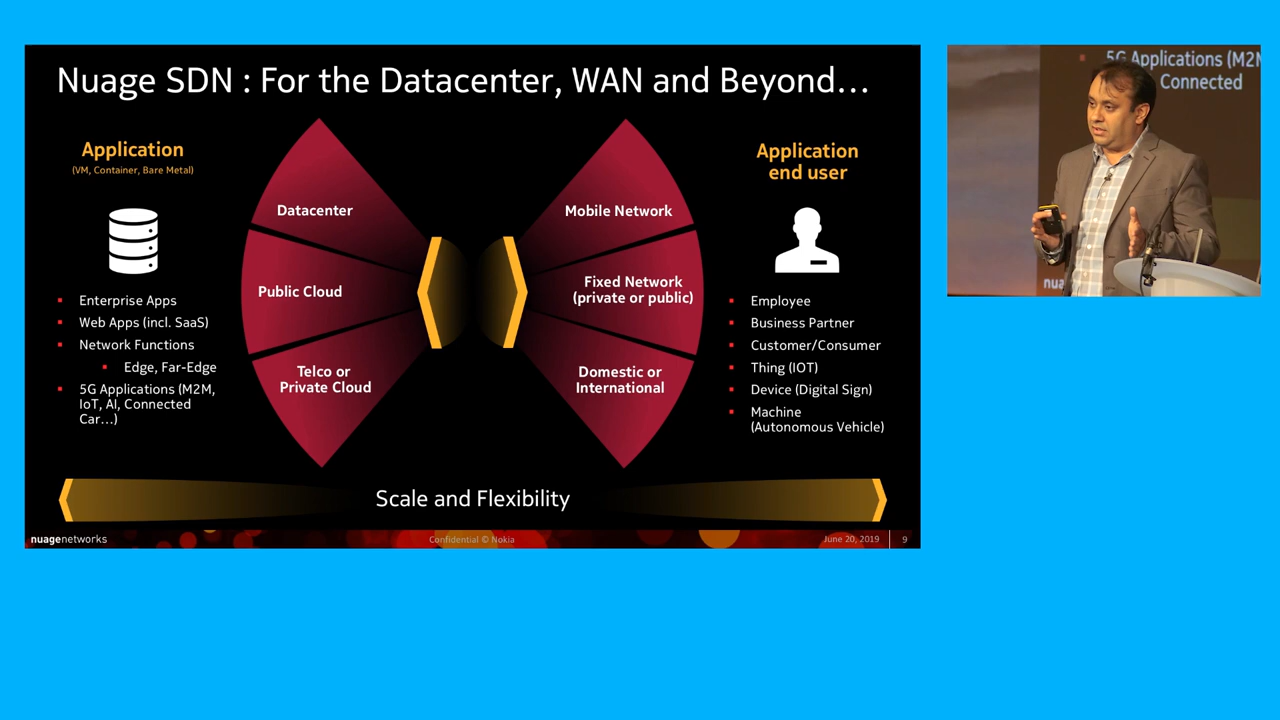 Nuage SDN : For the Datacenter, WAN and Beyond...
Application
(VM, Container, Bare Metal)
Enterprise Apps
Web Apps (incl. SaaS)
Network Functions
Edge, Far-Edge
5G Applications (M2M,
IoT, AI, Connected
Car...)
Datacenter
Public Cloud
Telco or
Private Cloud
Mobile Network
Fixed Network
(private or public)
Domestic or
International
Application
end user
Employee
Business Partner
Customer/Consumer
Thing (IOT)
Device (Digital Sign)
Machine
(Autonomous Vehicle)
Scale and Flexibility
nuagenetworks
Confidential © Nokia
June 20, 2019
9
5G Applications (M2M
Connected
nua